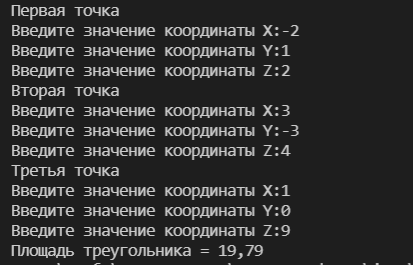 Первая точка
Введите значение координаты X:-2
Введите значение координаты Y:1
Введите значение координаты Z:2
Вторая точка
Введите значение координаты X:3
Введите значение координаты Y:-3
Введите значение координаты Z:4
Третья точка
Введите значение координаты X:1
Введите значение координаты Y:0
Введите значение координаты Z:9
Площадь треугольника = 19,79